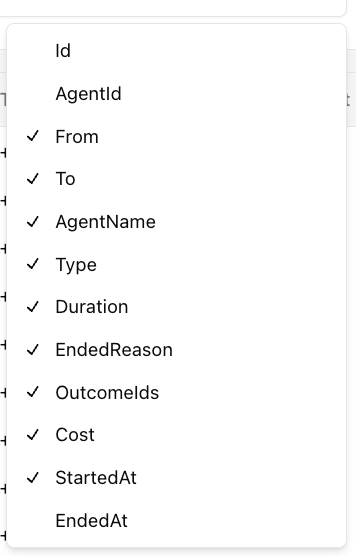 Id
AgentId
From
To
AgentName
Type
Duration
EndedReason
OutcomeIds
Cost
StartedAt
EndedAt